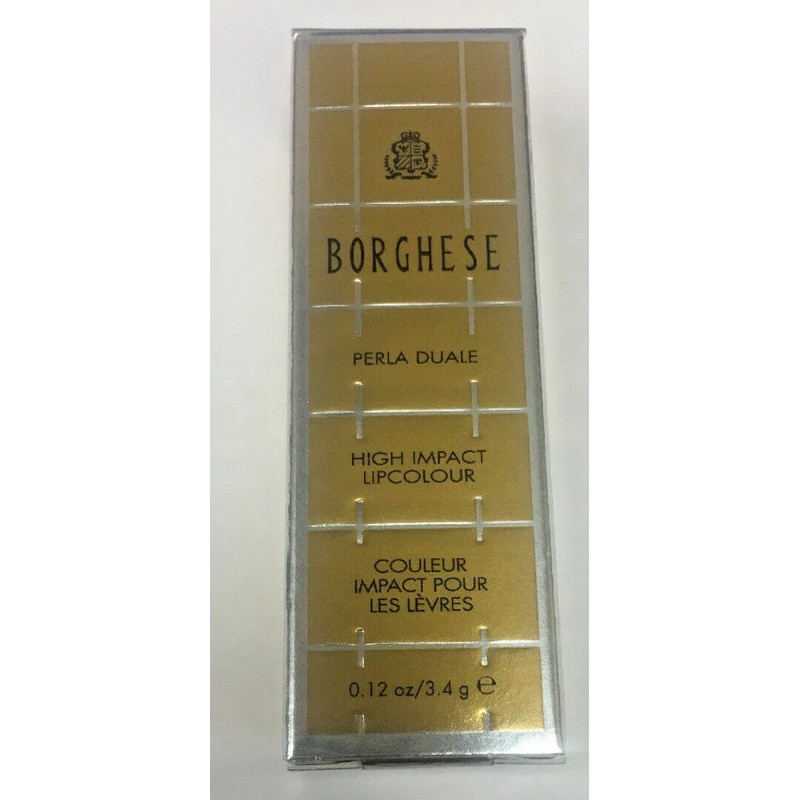 BORGHESE
PERLA DUALE
HIGH IMPACT
LIPCOLOUR
COULEUR
IMPACT POUR
LES LÈVRES
0.12 oz/3.4 g ℮